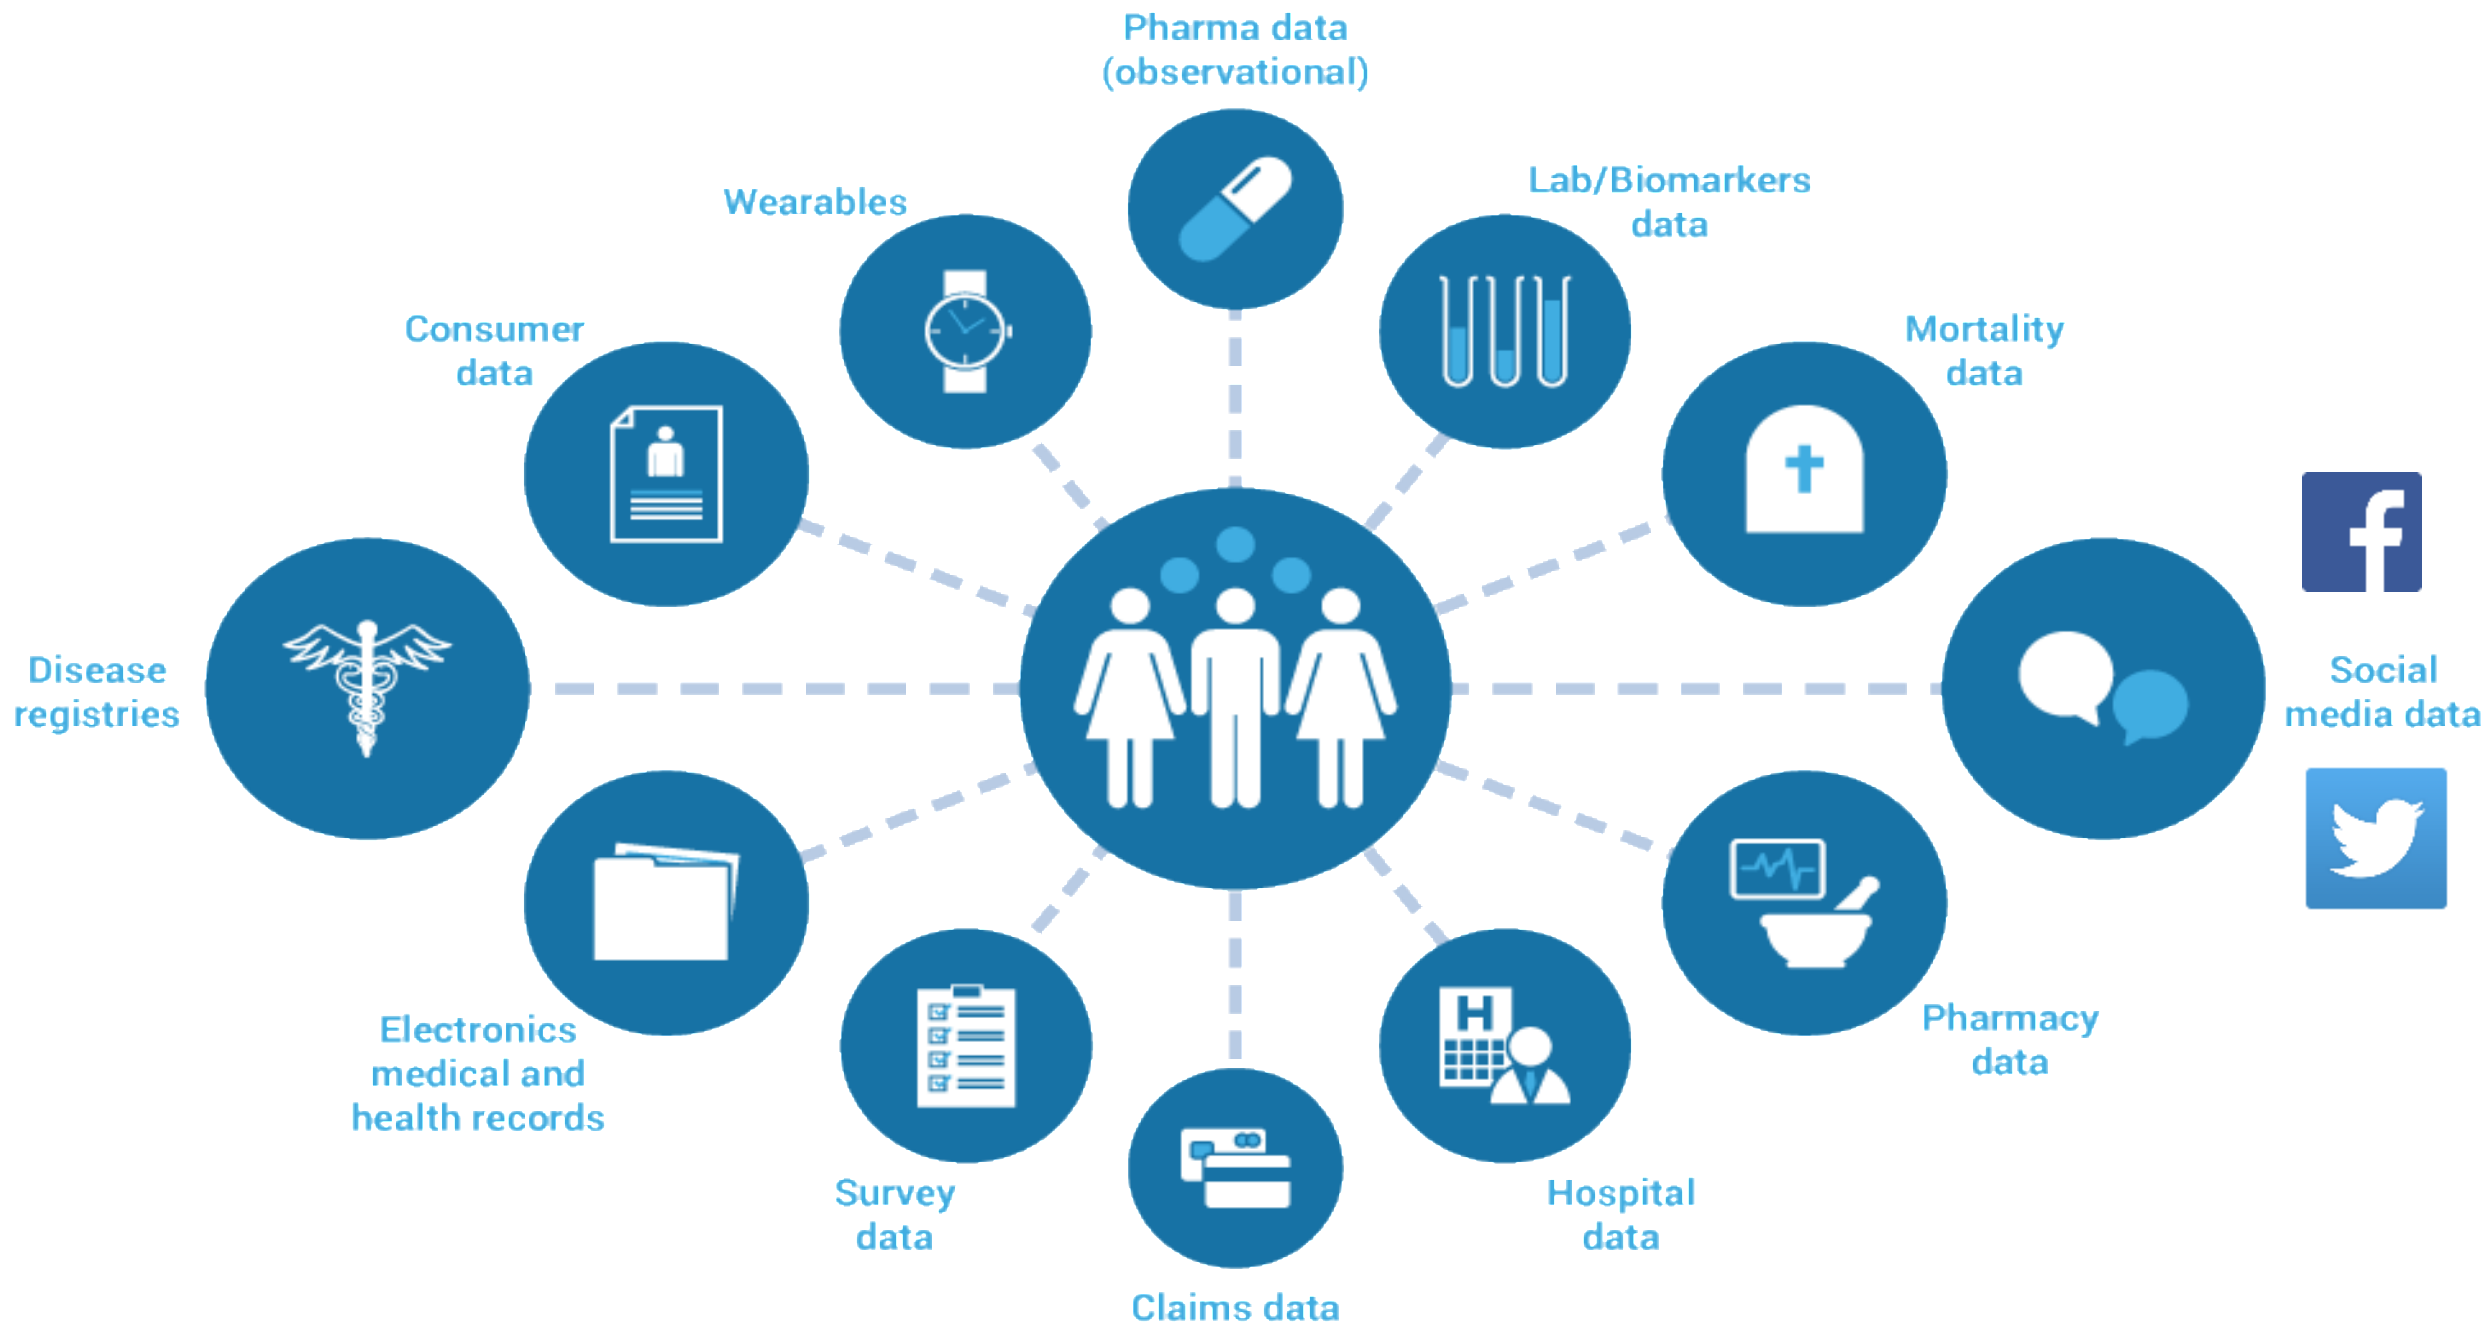 Pharma data
(observational)
Wearables
Lab/Biomarkers
data
Consumer
data
Mortality
data
Disease
registries
Social
media data
Electronics
medical and
health records
Pharmacy
data
Survey
data
H
Hospital
data
Claims data
f